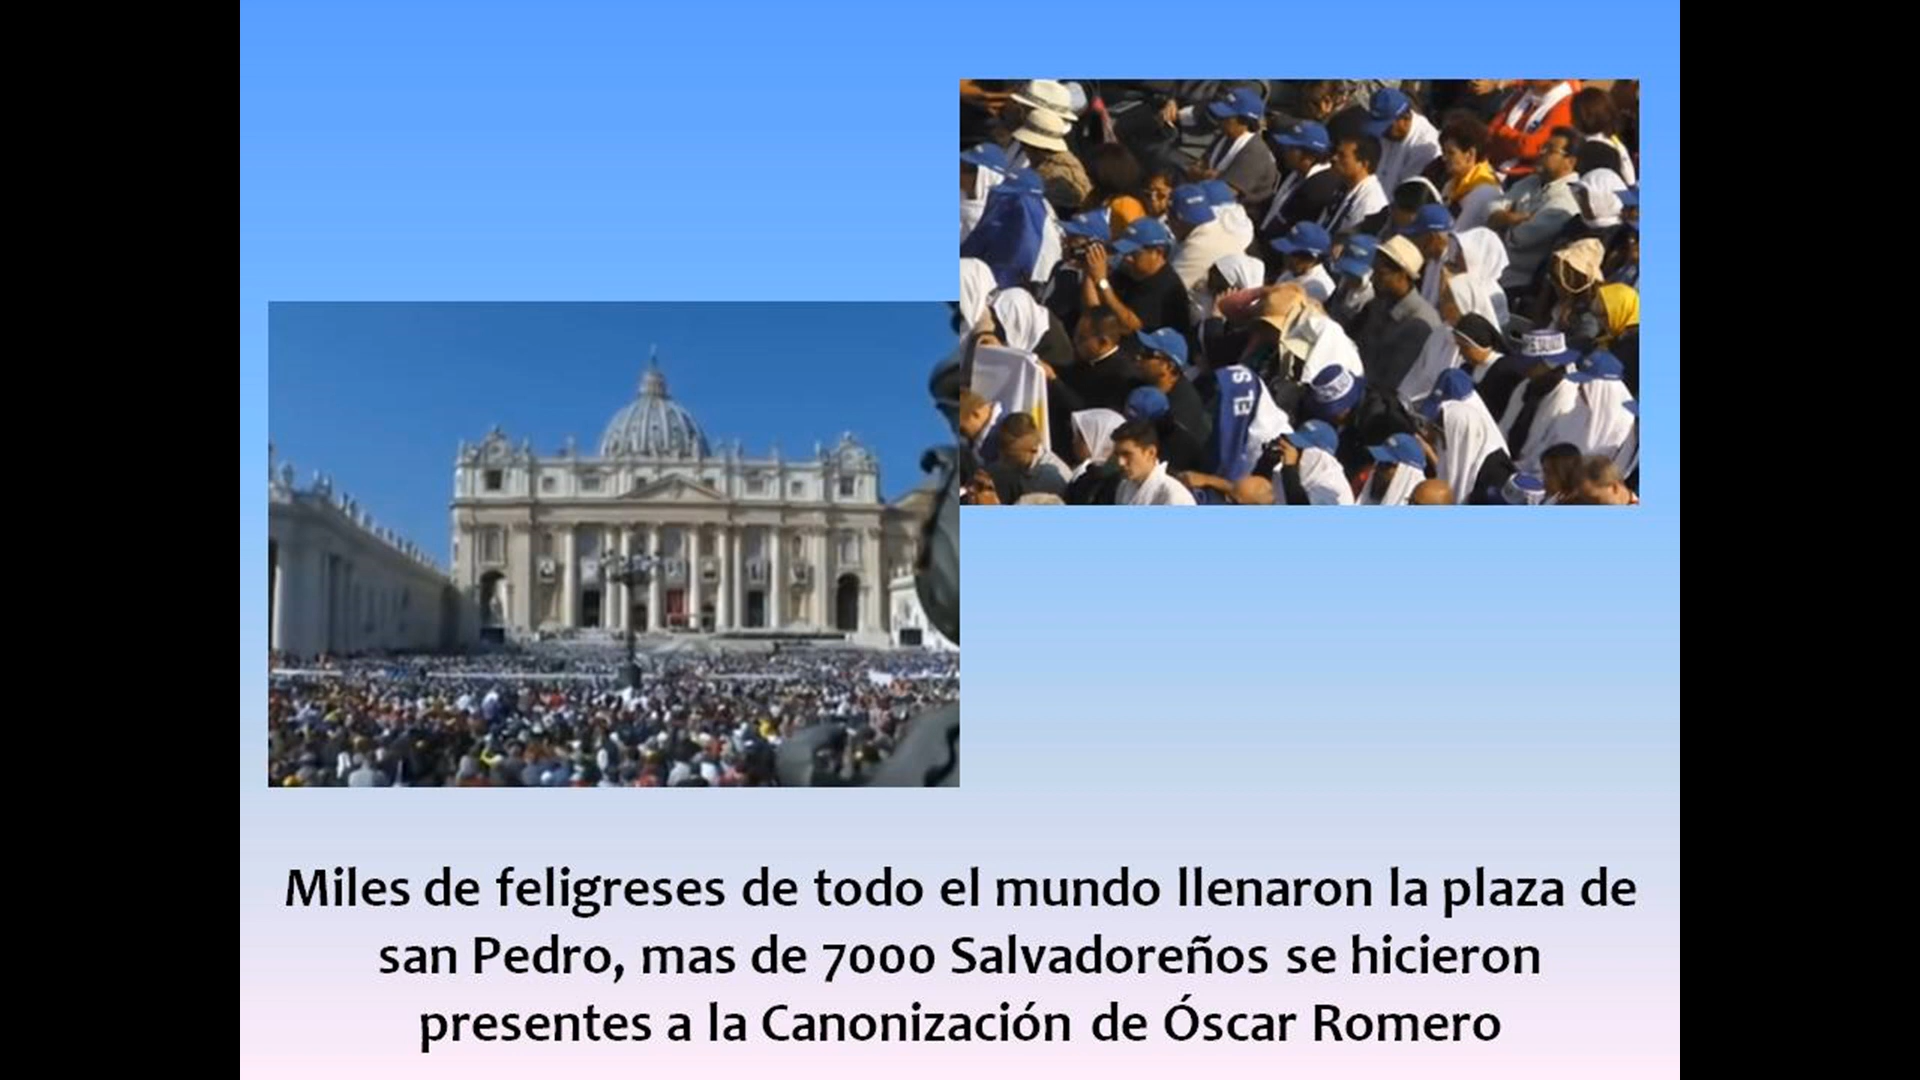 EL S
Miles de feligreses de todo el mundo llenaron la plaza de
san Pedro, mas de 7000 Salvadoreños se hicieron
presentes a la Canonización de Óscar Romero